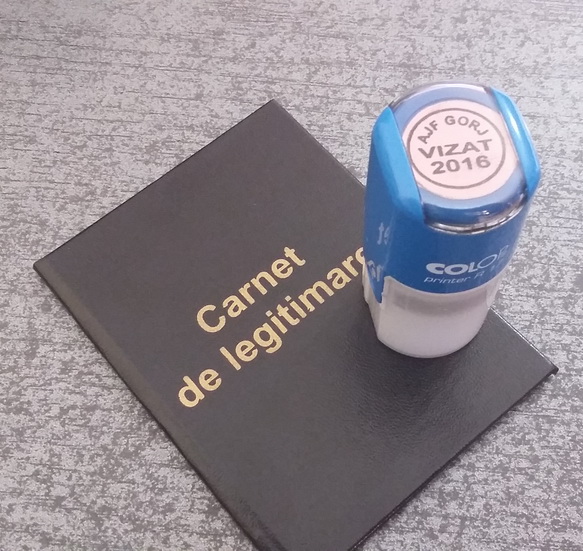 AJF GORJ
VIZAT
2016
COLOP
printer R
Carnet
de legitimare